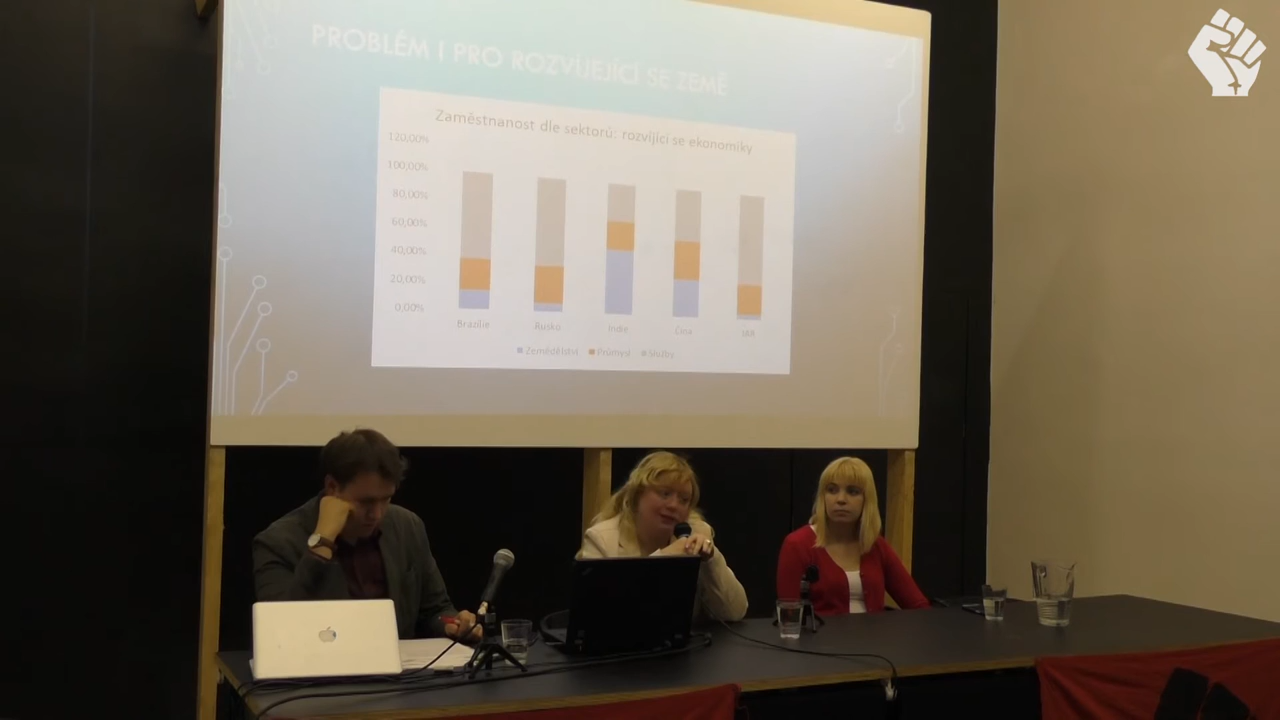 PROBLÉM I PRO ROZVÍJEJÍCÍ SE ZEMĚ
Zaměstnanost dle sektorů: rozvíjící se ekonomiky
120,00%
100,00%
80,00%
60,00%
40,00%
20,00%
0,00%
Brazílie Rusko Indie Čína JAR
Zemědělství Průmysl Služby